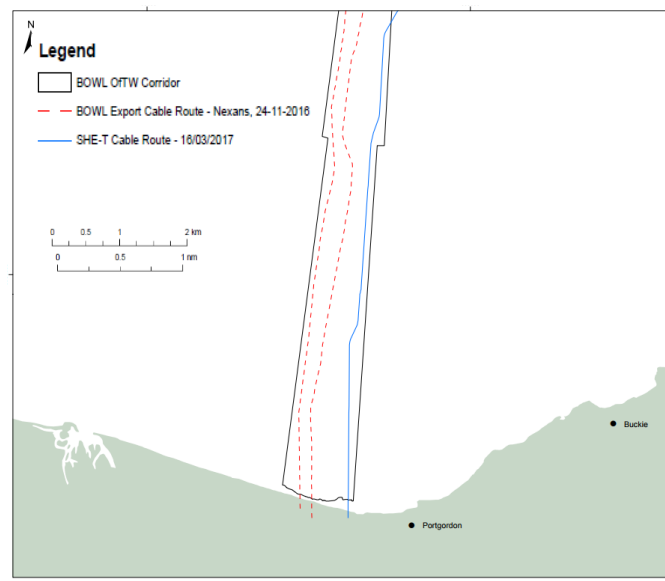 N
Legend
BOWL OfTW Corridor
BOWL Export Cable Route - Nexans, 24-11-2016
SHE-T Cable Route - 16/03/2017
0 0.5 1 2 km
0 0.5 1 nm
Buckie
Portgordon